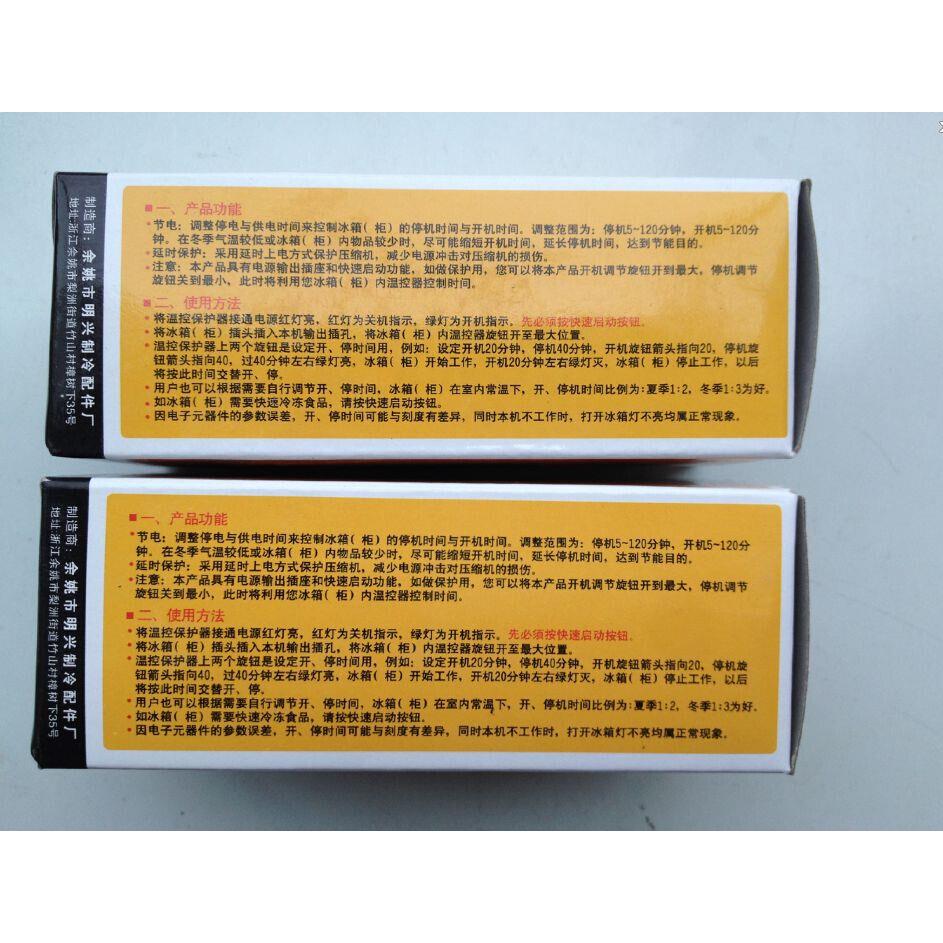 制造商：余姚市明兴制冷配件厂
地址:浙江余姚市梨洲街道竹山村樟树下35号
一、产品功能
节电：调整停电与供电时间来控制冰箱（柜）的停机时间与开机时间。调整范围为：停机5~120分钟，开机5~120分
钟。在冬季气温较低或冰箱（柜）内物品较少时，尽可能缩短开机时间，延长停机时间，达到节能目的。
延时保护：采用延时上电方式保护压缩机，减少电源冲击对压缩机的损伤。
注意：本产品具有电源输出插座和快速启动功能，如做保护用，您可以将本产品开机调节旋钮开到最大，停机调节
旋钮关到最小，此时将利用您冰箱（柜）内温控器控制时间。
二、使用方法
将温控保护器接通电源红灯亮，红灯为关机指示，绿灯为开机指示。先必须按快速启动按钮。
将冰箱（柜）插头插入本机输出插孔，将冰箱（柜）内温控器旋钮开至最大位置。
温控保护器上两个旋钮是设定开、停时间用，例如：设定开机20分钟，停机40分钟，开机旋钮箭头指向20，停机旋
钮箭头指向40，过40分钟左右绿灯亮，冰箱（柜）开始工作，开机20分钟左右绿灯灭，冰箱（柜）停止工作，以后
将按此时间交替开、停。
用户也可以根据需要自行调节开、停时间，冰箱（柜）在室内常温下，开、停机时间比例为:夏季1:2，冬季1:3为好。
如冰箱（柜）需要快速冷冻食品，请按快速启动按钮。
因电子元器件的参数误差，开、停时间可能与刻度有差异，同时本机不工作时，打开冰箱灯不亮均属正常现象。
制造商：余姚市明兴制冷配件厂
地址:浙江余姚市梨洲街道竹山村樟树下35号
一、产品功能
节电：调整停电与供电时间来控制冰箱（柜）的停机时间与开机时间。调整范围为：停机5~120分钟，开机5~120分
钟。在冬季气温较低或冰箱（柜）内物品较少时，尽可能缩短开机时间，延长停机时间，达到节能目的。
延时保护：采用延时上电方式保护压缩机，减少电源冲击对压缩机的损伤。
注意：本产品具有电源输出插座和快速启动功能，如做保护用，您可以将本产品开机调节旋钮开到最大，停机调节
旋钮关到最小，此时将利用您冰箱（柜）内温控器控制时间。
二、使用方法
将温控保护器接通电源红灯亮，红灯为关机指示，绿灯为开机指示。先必须按快速启动按钮。
将冰箱（柜）插头插入本机输出插孔，将冰箱（柜）内温控器旋钮开至最大位置。
温控保护器上两个旋钮是设定开、停时间用，例如：设定开机20分钟，停机40分钟，开机旋钮箭头指向20，停机旋
钮箭头指向40，过40分钟左右绿灯亮，冰箱（柜）开始工作，开机20分钟左右绿灯灭，冰箱（柜）停止工作，以后
将按此时间交替开、停。
用户也可以根据需要自行调节开、停时间，冰箱（柜）在室内常温下，开、停机时间比例为:夏季1:2，冬季1:3为好。
如冰箱（柜）需要快速冷冻食品，请按快速启动按钮。
因电子元器件的参数误差，开、停时间可能与刻度有差异，同时本机不工作时，打开冰箱灯不亮均属正常现象。